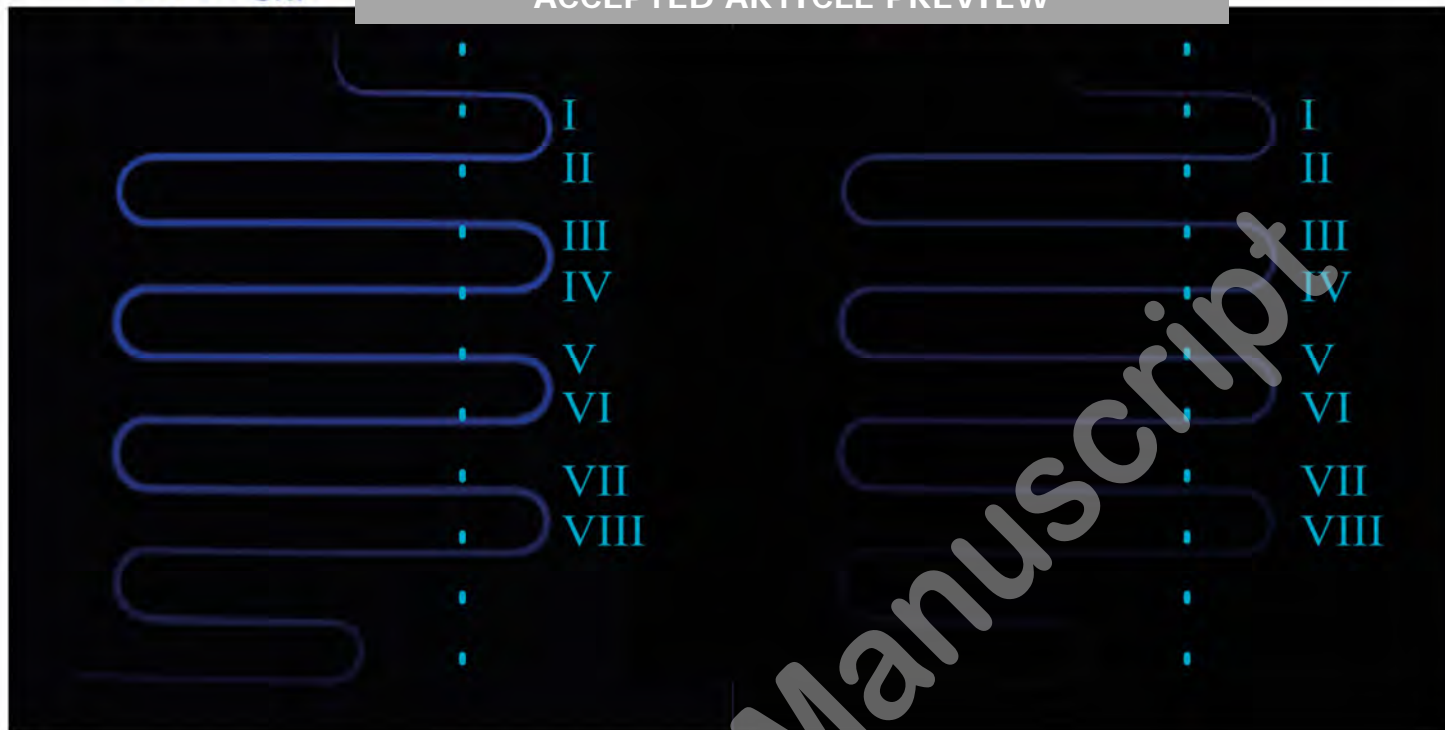 ACCEPTED ARTICLE PREVIEW
I I
II II
III III
IV IV
V V
VI VI
VII VII
VIII VIII
Manuscript